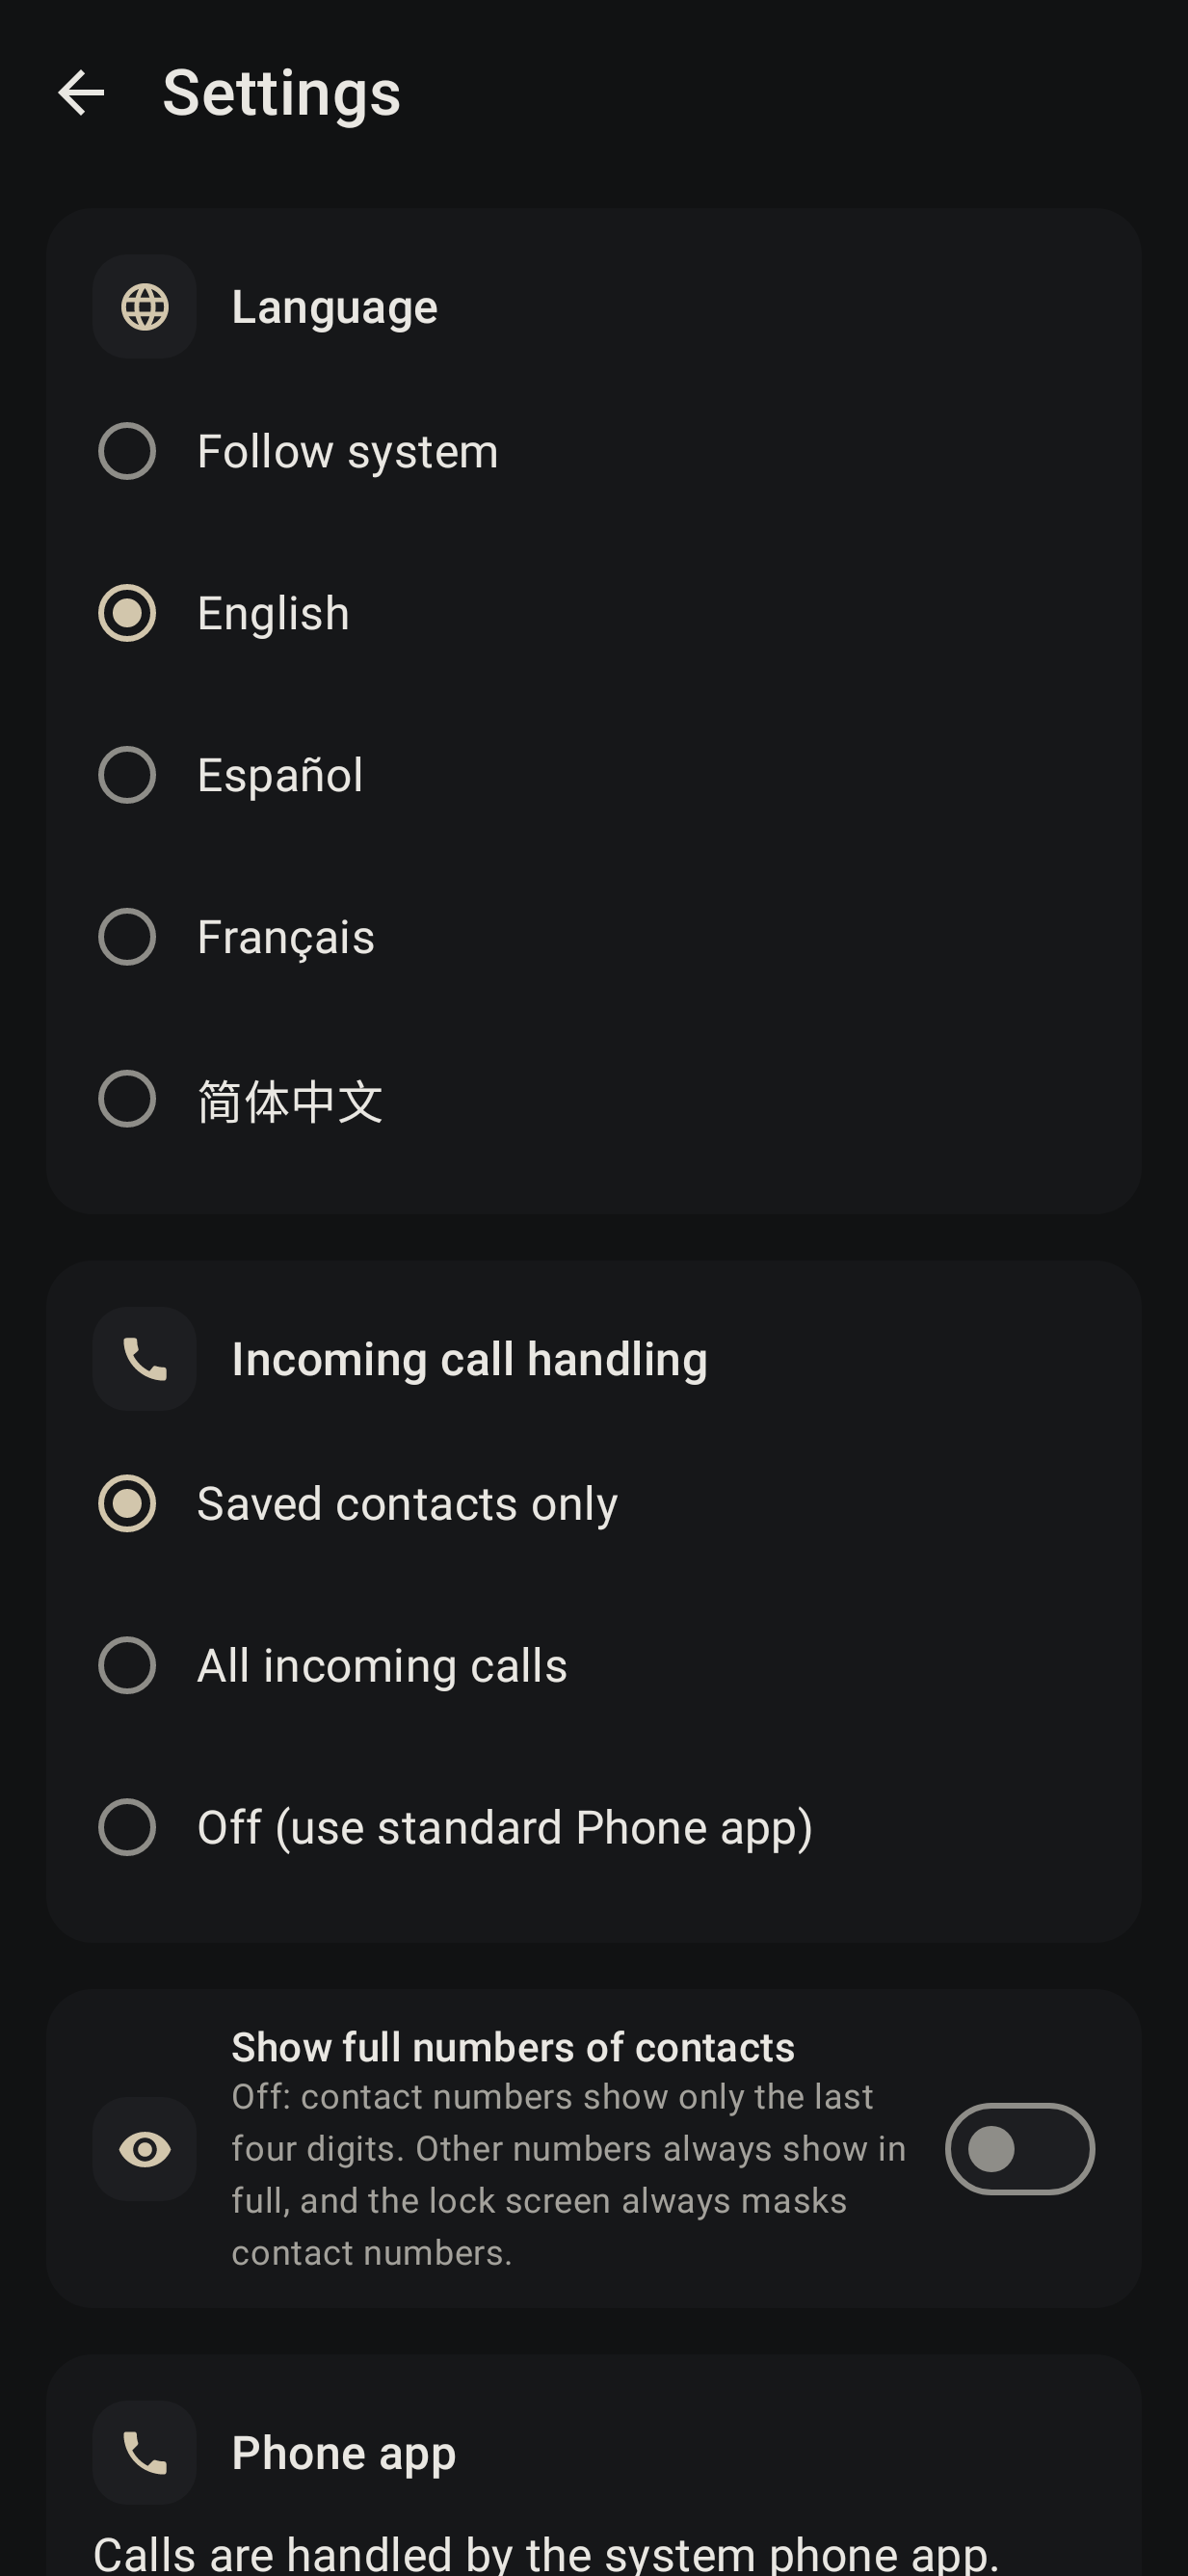 Settings
Language
Follow system
English
Español
Français
简体中文
Incoming call handling
Saved contacts only
All incoming calls
Off (use standard Phone app)
Show full numbers of contacts
Off: contact numbers show only the last
four digits. Other numbers always show in
full, and the lock screen always masks
contact numbers.
Phone app
Calls are handled by the system phone app.